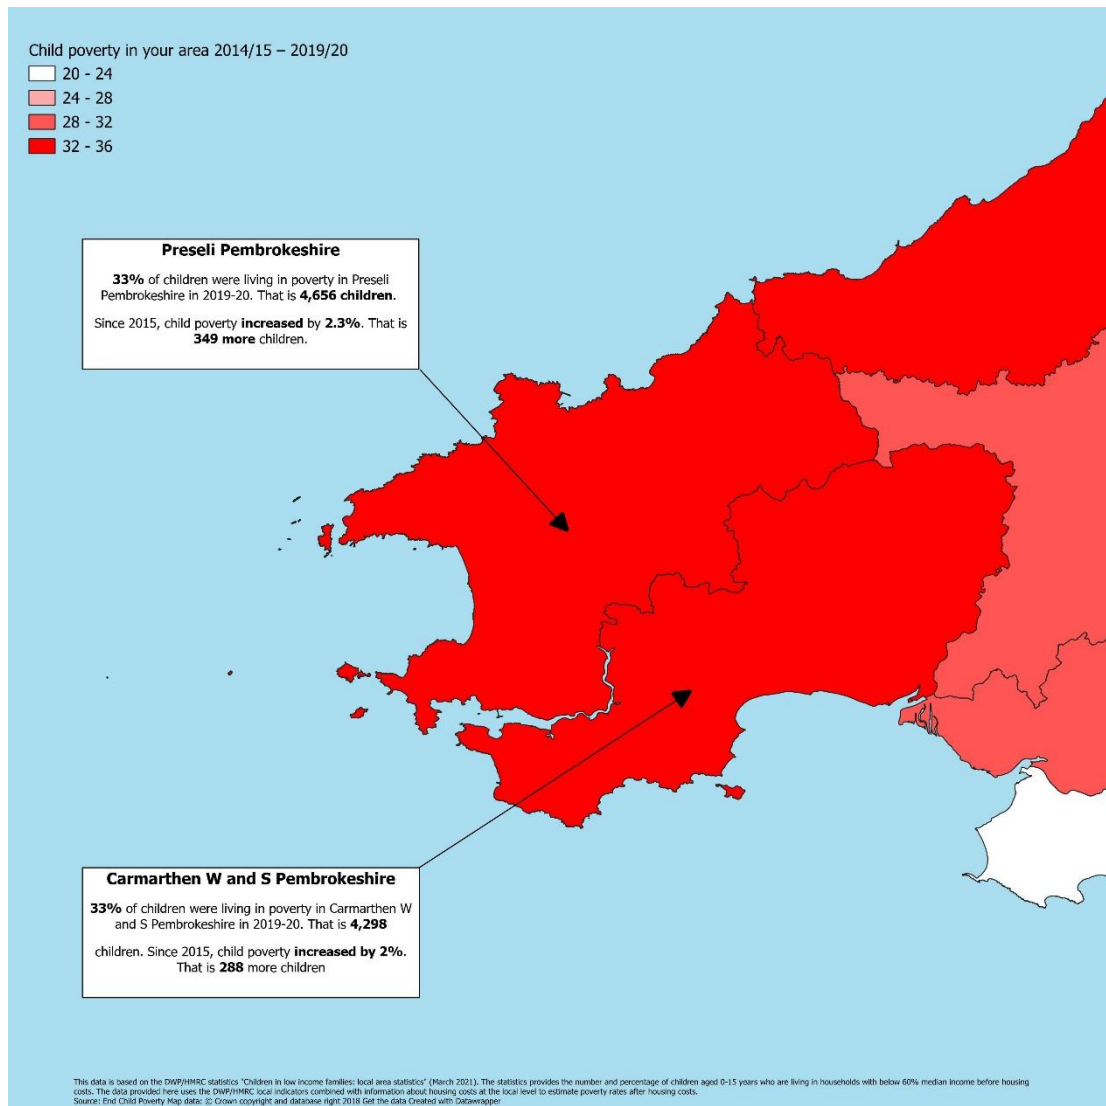 Child poverty in your area 2014/15 – 2019/20
20 - 24
24 - 28
28 - 32
32 - 36
Preseli Pembrokeshire
33% of children were living in poverty in Preseli
Pembrokeshire in 2019-20. That is 4,656 children.
Since 2015, child poverty increased by 2.3%. That is
349 more children.
Carmarthen W and S Pembrokeshire
33% of children were living in poverty in Carmarthen W
and S Pembrokeshire in 2019-20. That is 4,298
children. Since 2015, child poverty increased by 2%.
That is 288 more children
This data is based on the DWP/HMRC statistics "Children in low income families: local area statistics" (March 2021). The statistics provides the number and percentage of children aged 0-15 years who are living in households with below 60% median income before housing
costs. The data provided here uses the DWP/HMRC local indicators combined with information about housing costs at the local level to estimate poverty rates after housing costs.
Source: End Child Poverty Map data: © Crown copyright and database right 2018 Get the data Created with Datawrapper